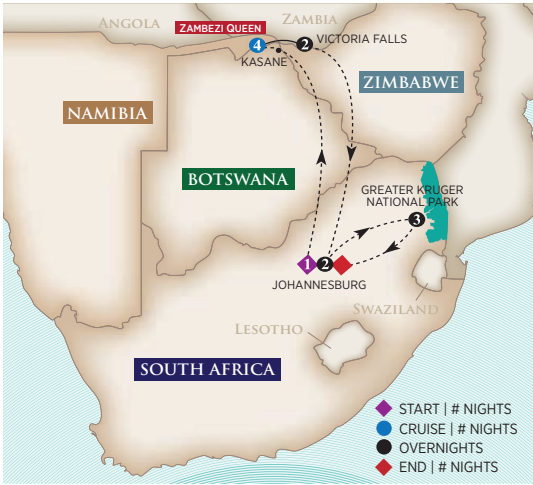 ANGOLA
ZAMBIA
ZAMBEZI QUEEN
4
2
VICTORIA FALLS
KASANE
ZIMBABWE
NAMIBIA
BOTSWANA
GREATER KRUGER
NATIONAL PARK
3
1
2
JOHANNESBURG
SWAZILAND
LESOTHO
SOUTH AFRICA
START | # NIGHTS
CRUISE | # NIGHTS
OVERNIGHTS
END | # NIGHTS